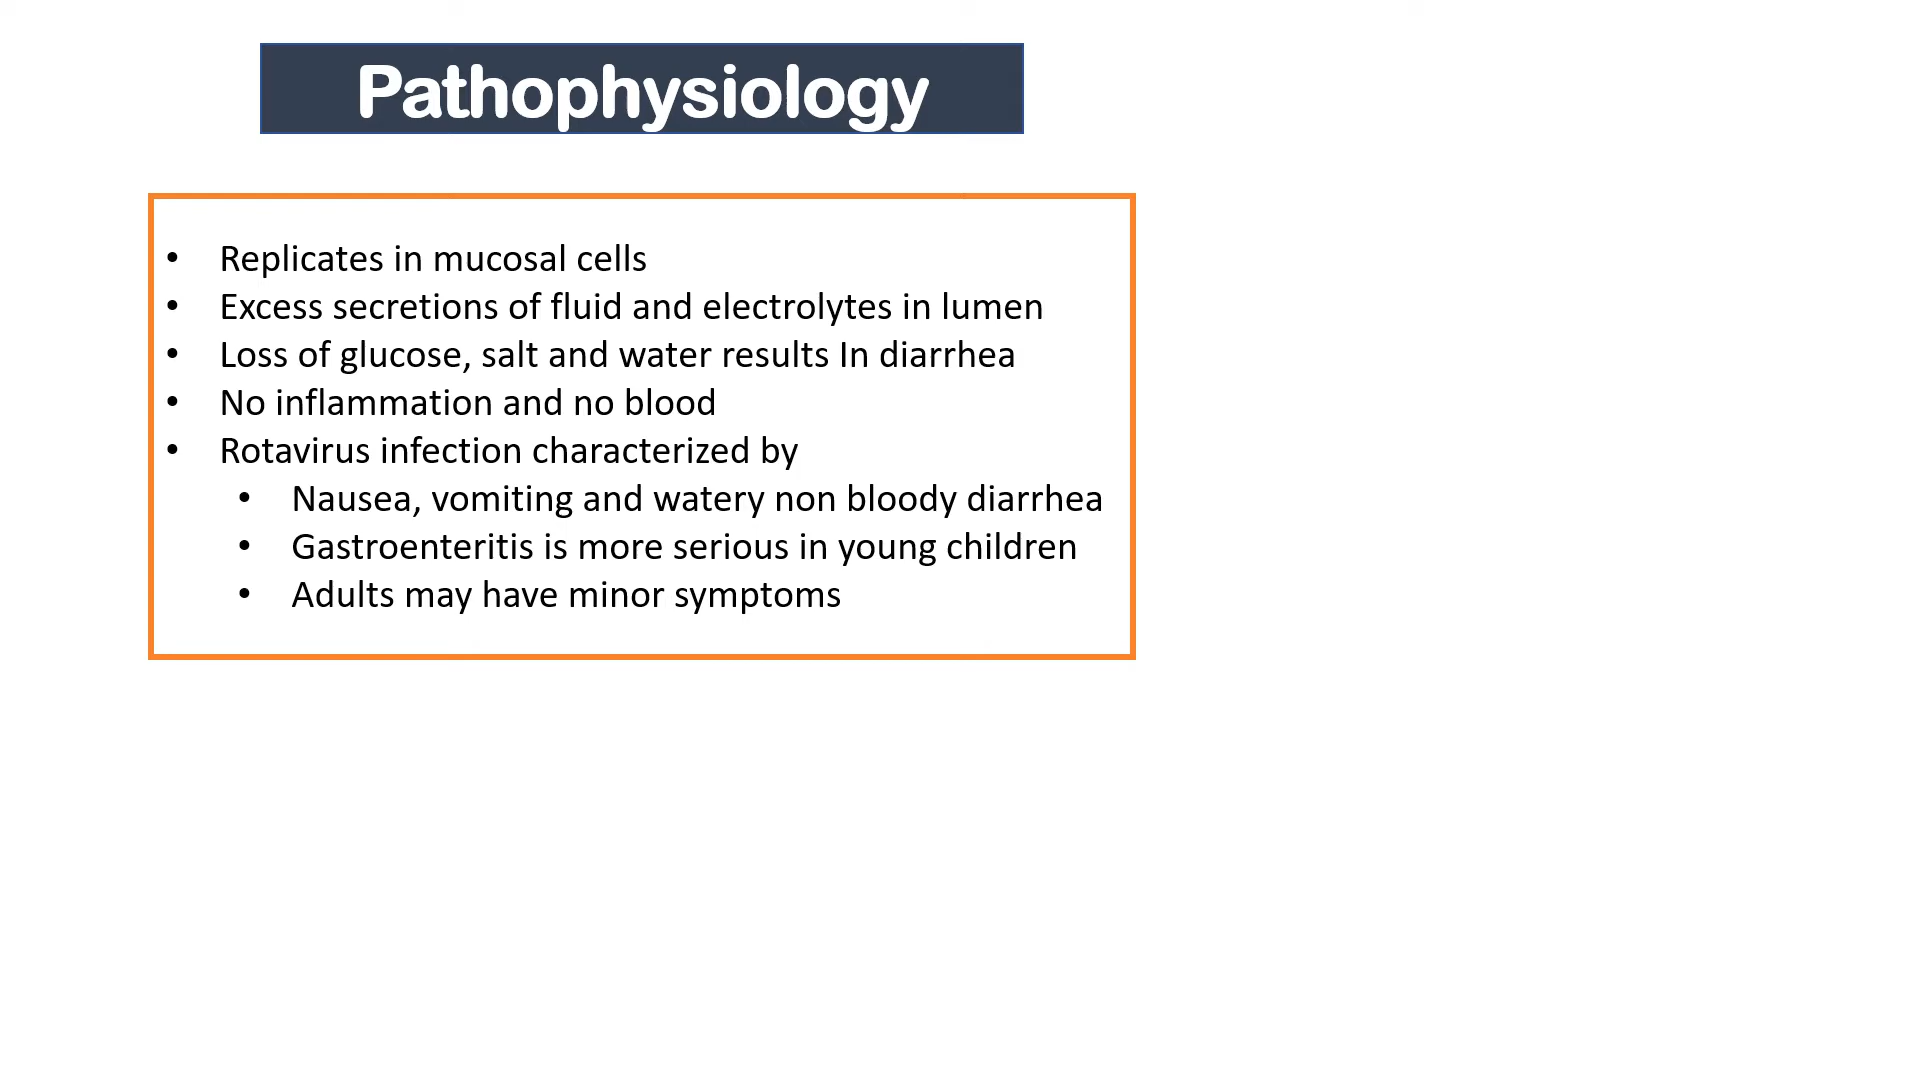 Pathophysiology
• Replicates in mucosal cells
• Excess secretions of fluid and electrolytes in lumen
• Loss of glucose, salt and water results In diarrhea
• No inflammation and no blood
• Rotavirus infection characterized by
• Nausea, vomiting and watery non bloody diarrhea
• Gastroenteritis is more serious in young children
• Adults may have minor symptoms